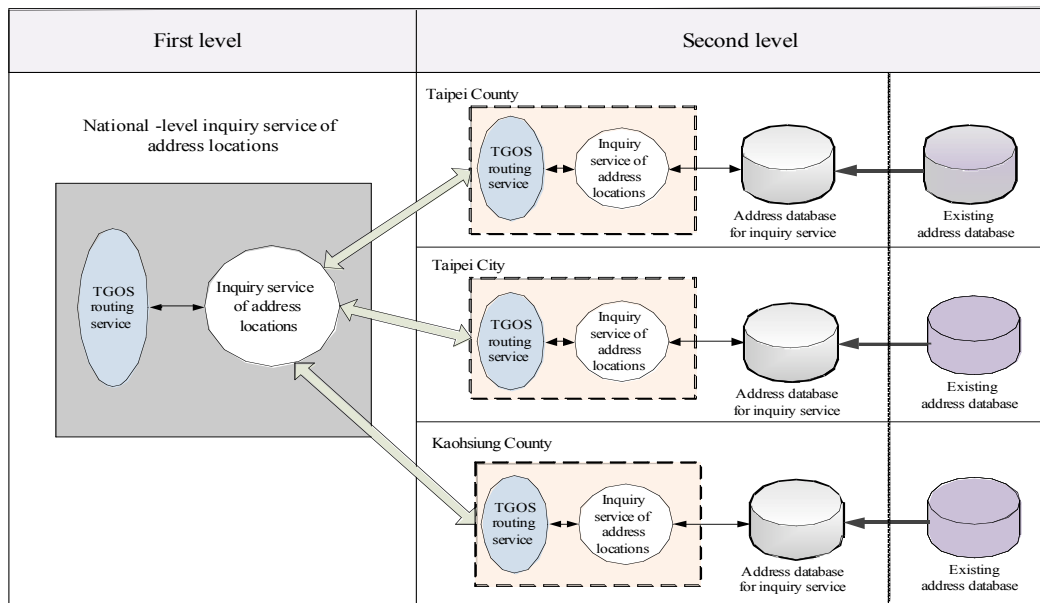 First level
Second level
National -level inquiry service of
address locations
TGOS
routing
service
Inquiry service
of address
locations
Taipei County
TGOS
routing
service
Inquiry
service of
address
locations
Address database
for inquiry service
Existing
address database
Taipei City
TGOS
routing
service
Inquiry
service of
address
locations
Address database
for inquiry service
Existing
address database
Kaohsiung County
TGOS
routing
service
Inquiry
service of
address
locations
Address database
for inquiry service
Existing
address database